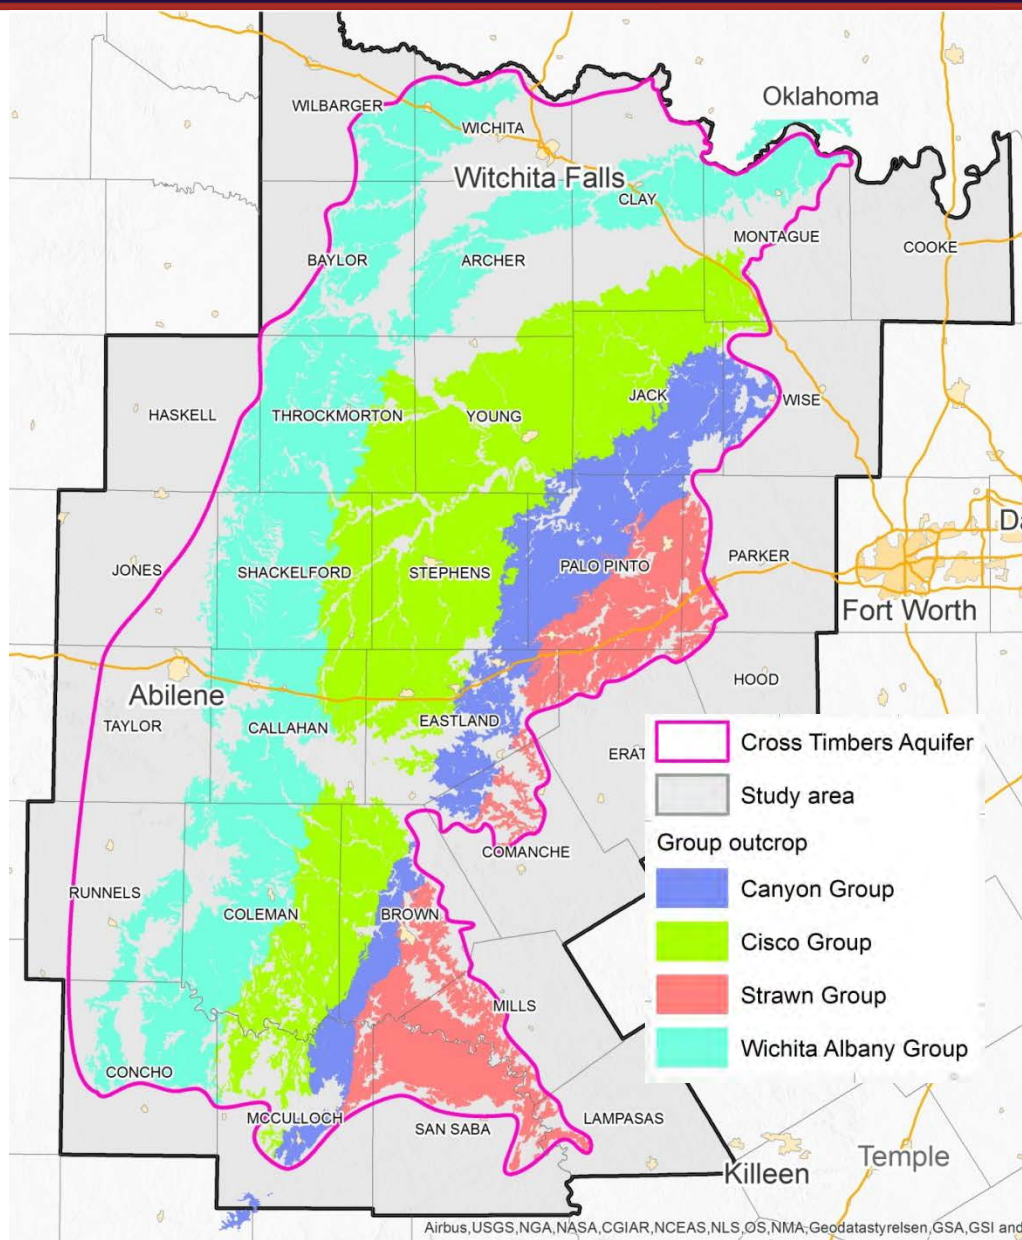 Oklahoma
WILBARGER
WICHITA
Witchita Falls
CLAY
MONTAGUE
COOKE
BAYLOR
ARCHER
HASKELL
THROCKMORTON
YOUNG
JACK
WISE
JONES
SHACKELFORD
STEPHENS
PALO PINTO
PARKER
Fort Worth
Abilene
TAYLOR
CALLAHAN
EASTLAND
HOOD
ERAT
COMANCHE
RUNNELS
COLEMAN
BROWN
MILLS
CONCHO
MCCULLOCH
SAN SABA
LAMPASAS
Killeen
Temple
Cross Timbers Aquifer
Study area
Group outcrop
Canyon Group
Cisco Group
Strawn Group
Wichita Albany Group
Airbus,USGS,NGA,NASA,CGIAR,NCEAS,NLS,OS,NMA,Geodatastyrelsen,GSA,GSI and